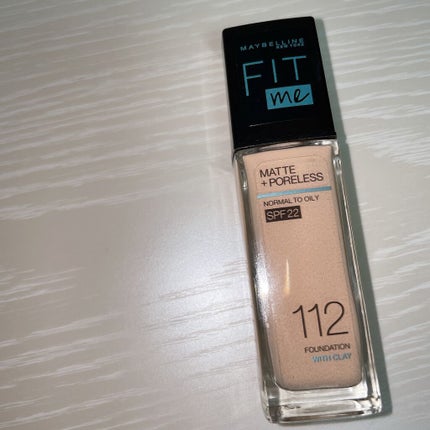 MAYBELLINE
NEW YORK
FIT
me
MATTE
+ PORELESS
NORMAL TO OILY
SPF 22
112
FOUNDATION
WITH CLAY